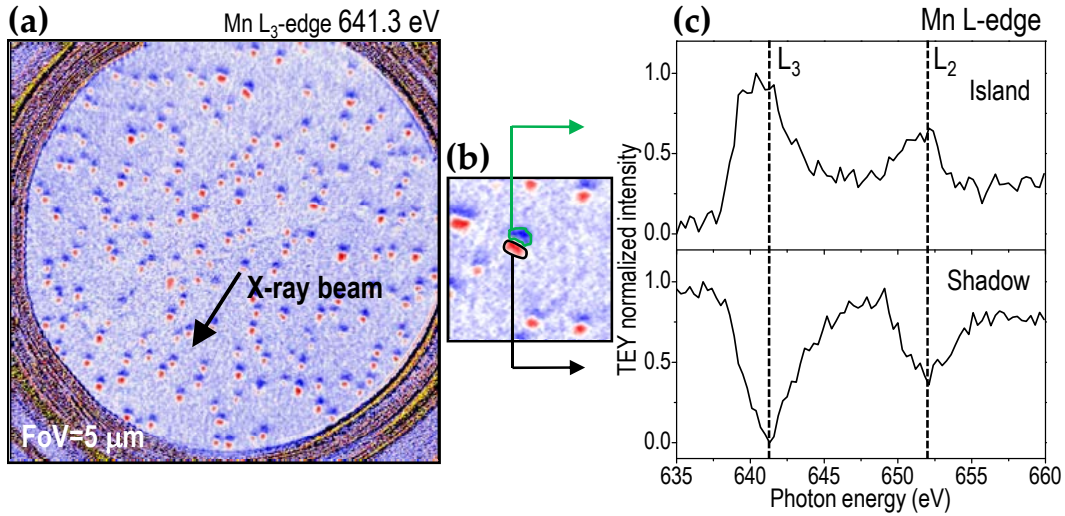 (a)
Mn L₃-edge 641.3 eV
X-ray beam
FoV=5 μm
(b)
(c)
Mn L-edge
L₃
L₂
Island
1.0
0.5
0.0
Shadow
1.0
0.5
0.0
TEY normalized intensity
635 640 645 650 655 660
Photon energy (eV)